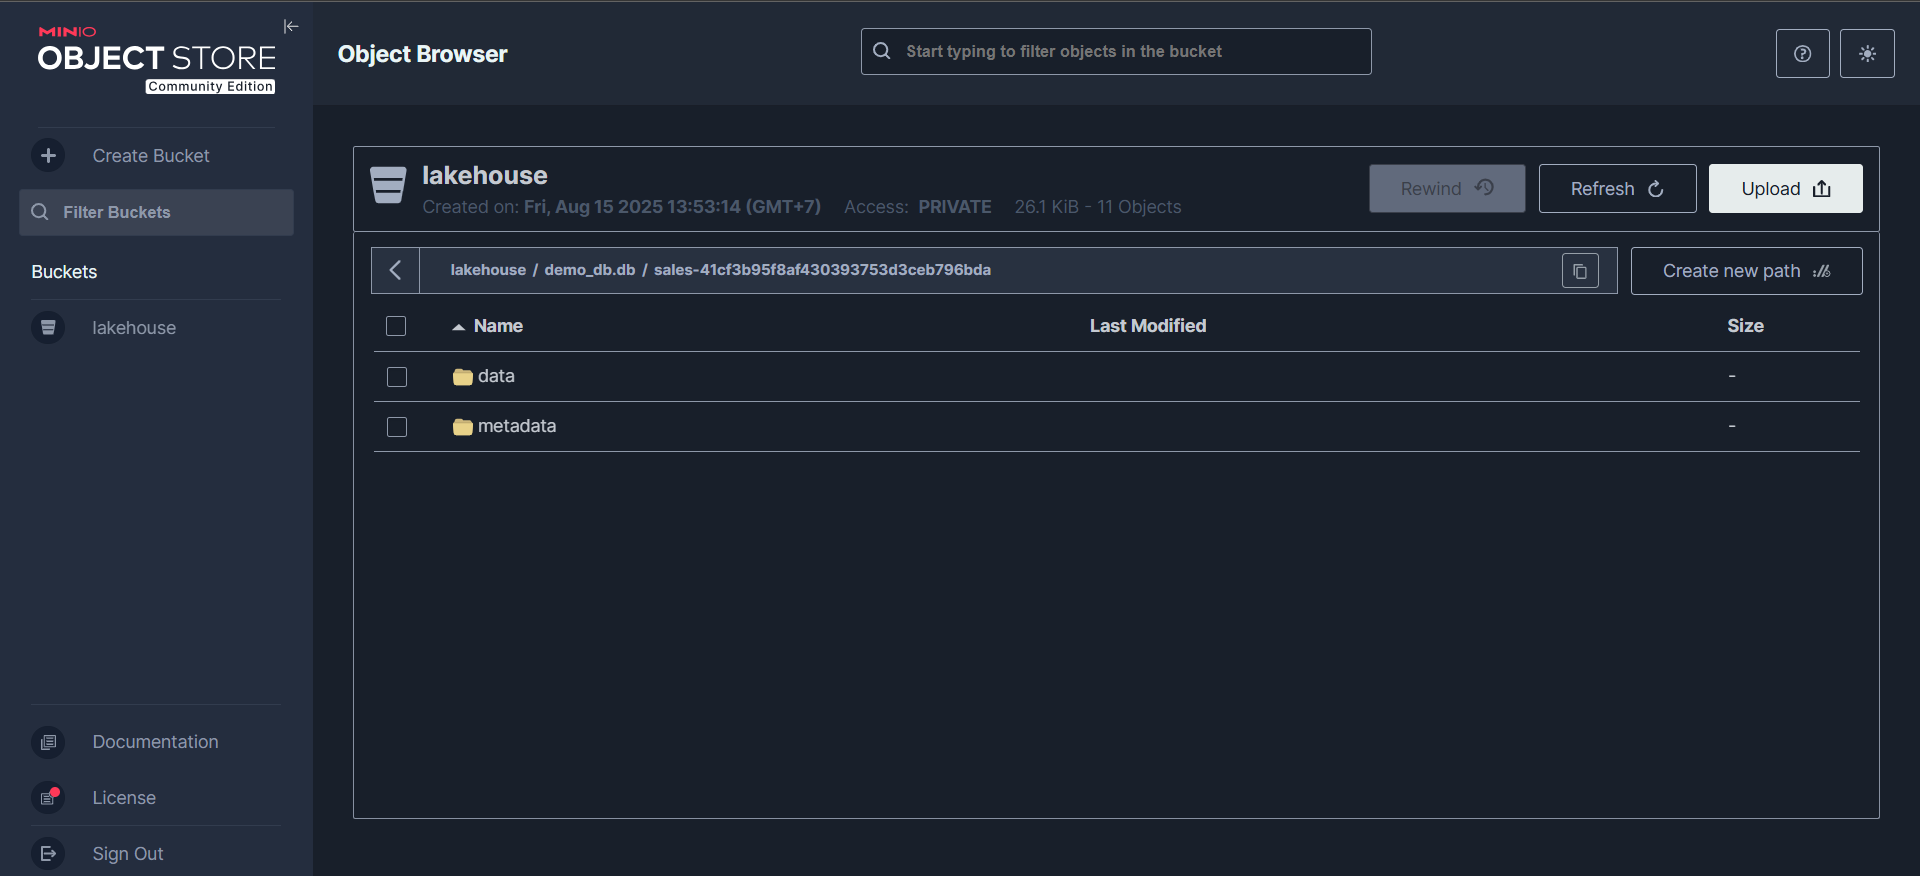 MINIO
OBJECT STORE
Community Edition
Create Bucket
Filter Buckets
Buckets
lakehouse
Documentation
License
Sign Out
Object Browser
Start typing to filter objects in the bucket
lakehouse
Created on: Fri, Aug 15 2025 13:53:14 (GMT+7) Access: PRIVATE 26.1 KiB - 11 Objects
Rewind Refresh Upload
lakehouse / demo_db.db / sales-41cf3b95f8af430393753d3ceb796bda
Create new path
Name Last Modified Size
data -
metadata -